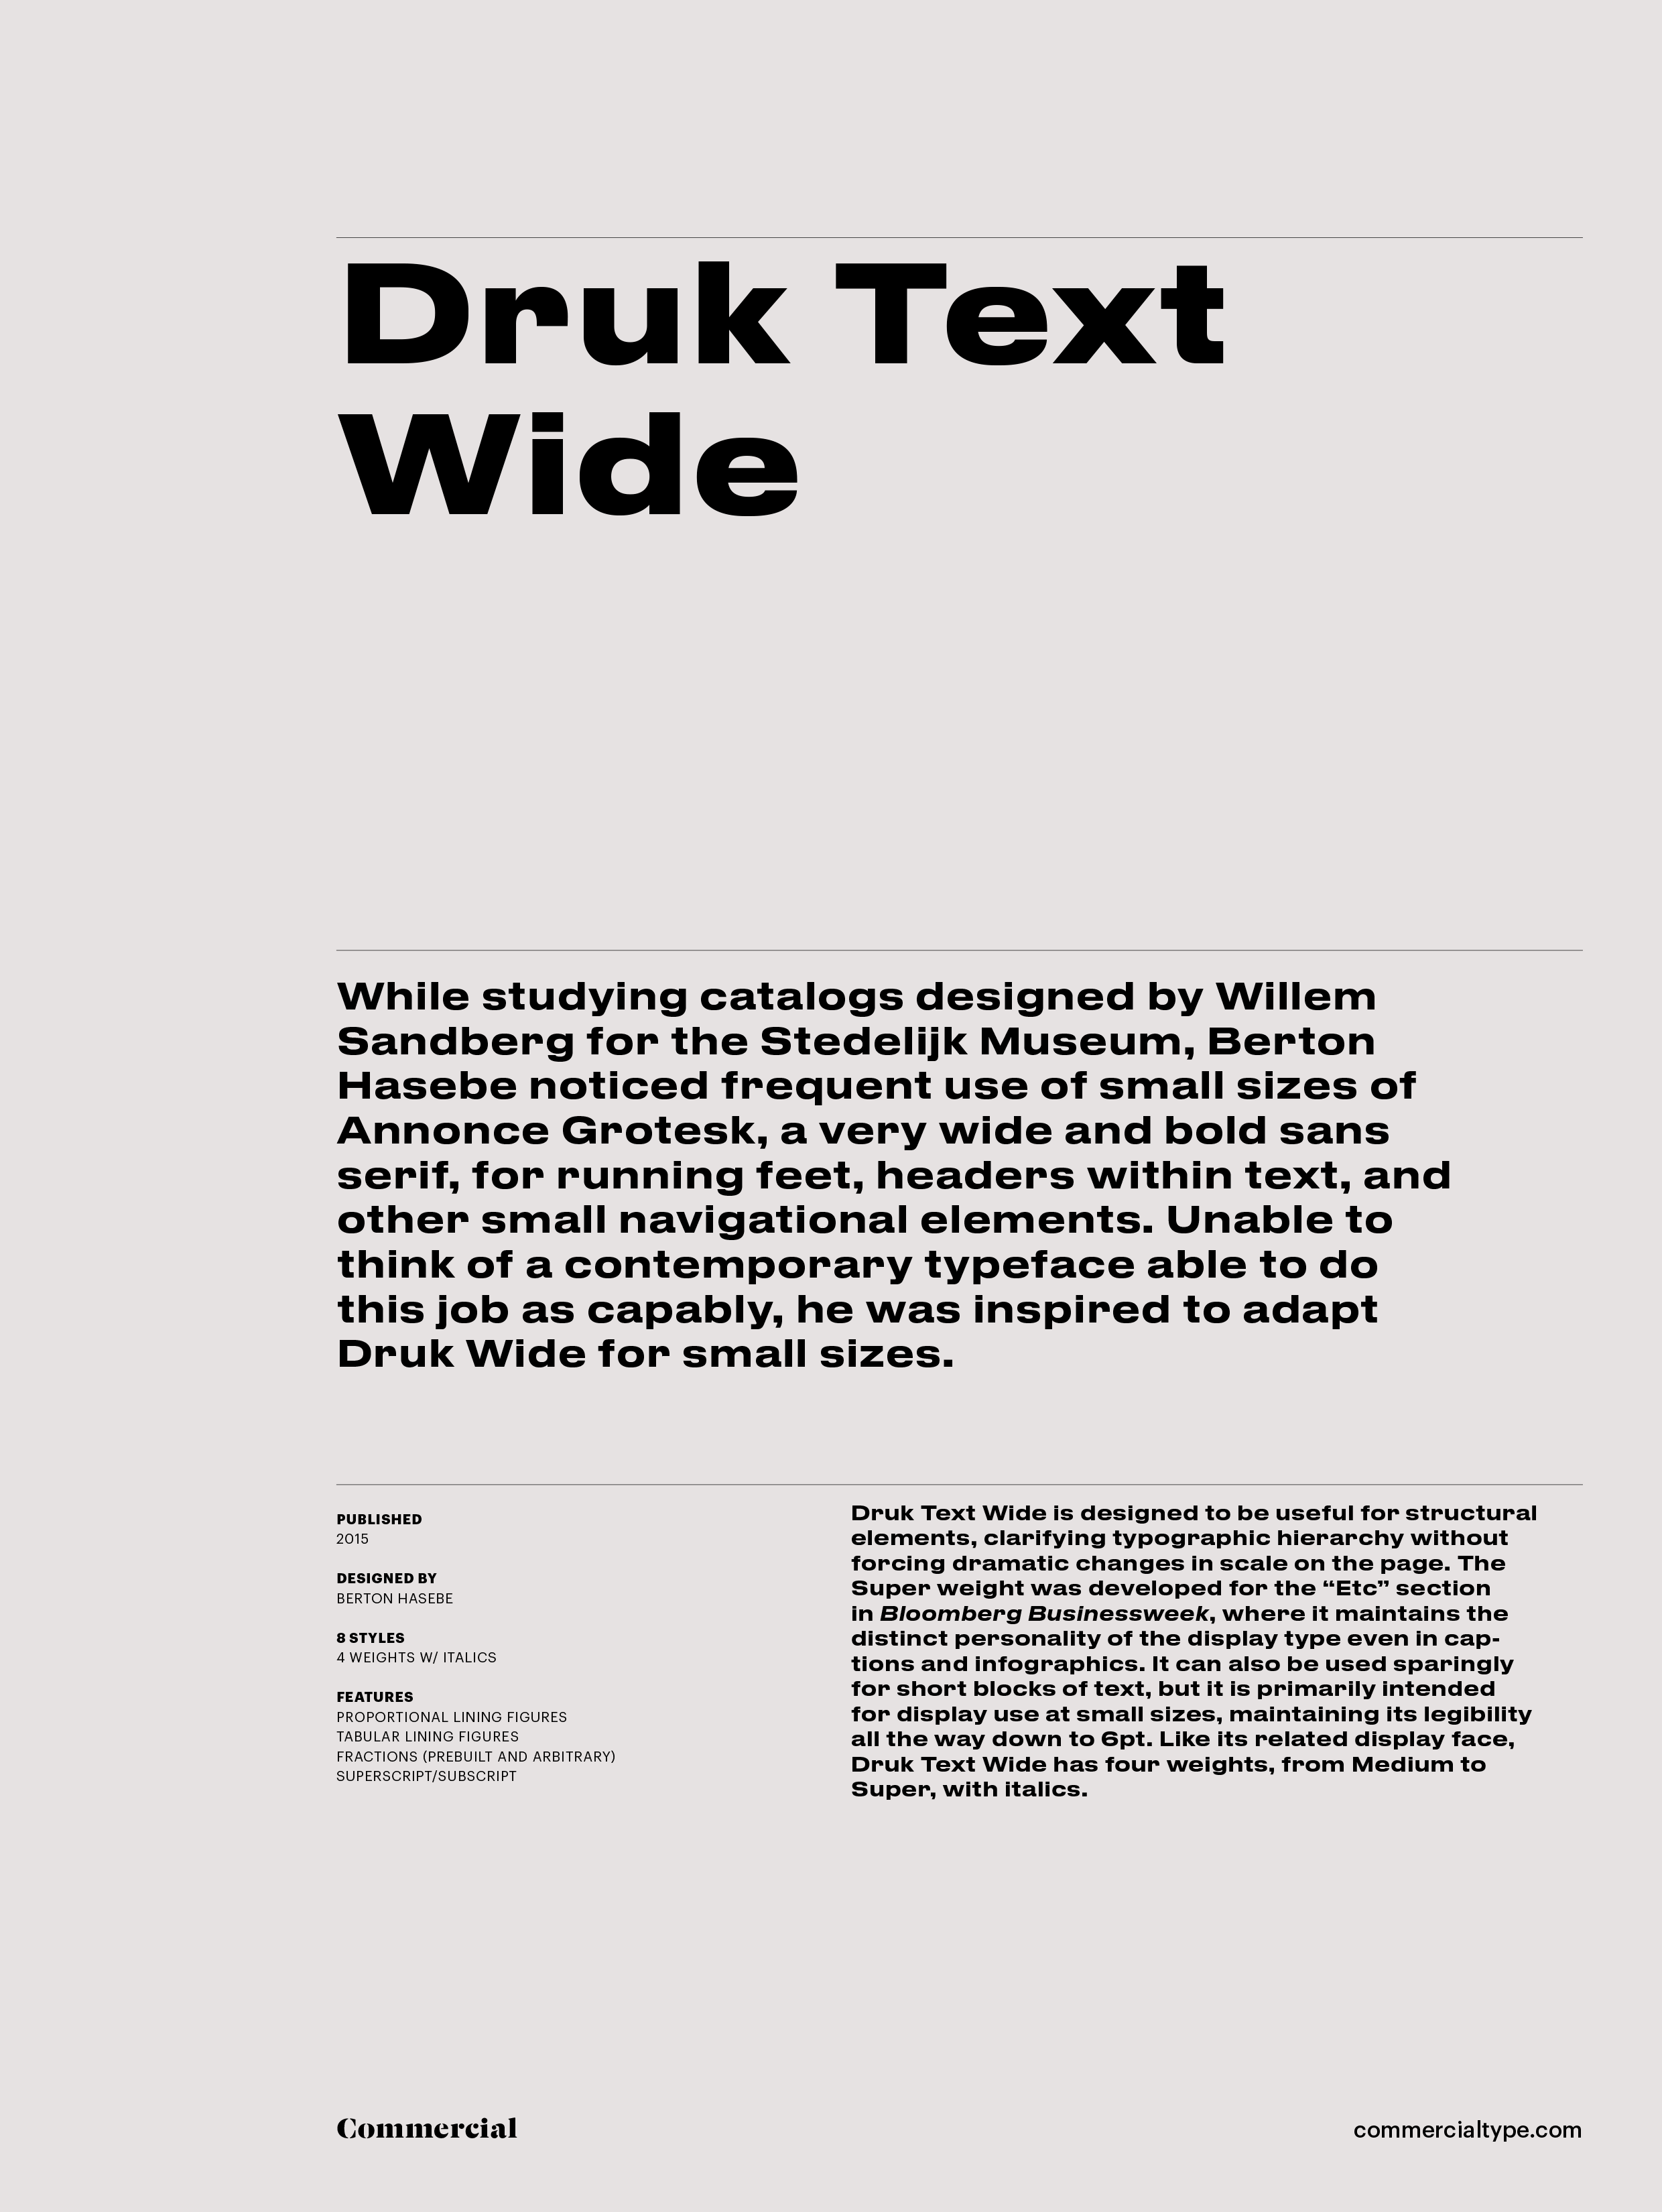 Druk Text
Wide
While studying catalogs designed by Willem
Sandberg for the Stedelijk Museum, Berton
Hasebe noticed frequent use of small sizes of
Annonce Grotesk, a very wide and bold sans
serif, for running feet, headers within text, and
other small navigational elements. Unable to
think of a contemporary typeface able to do
this job as capably, he was inspired to adapt
Druk Wide for small sizes.
PUBLISHED
2015
DESIGNED BY
BERTON HASEBE
8 STYLES
4 WEIGHTS W/ ITALICS
FEATURES
PROPORTIONAL LINING FIGURES
TABULAR LINING FIGURES
FRACTIONS (PREBUILT AND ARBITRARY)
SUPERSCRIPT/SUBSCRIPT
Druk Text Wide is designed to be useful for structural
elements, clarifying typographic hierarchy without
forcing dramatic changes in scale on the page. The
Super weight was developed for the “Etc” section
in Bloomberg Businessweek, where it maintains the
distinct personality of the display type even in cap-
tions and infographics. It can also be used sparingly
for short blocks of text, but it is primarily intended
for display use at small sizes, maintaining its legibility
all the way down to 6pt. Like its related display face,
Druk Text Wide has four weights, from Medium to
Super, with italics.
Commercial
commercialtype.com